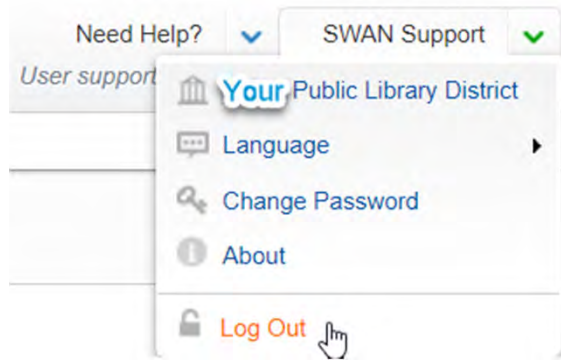 Need Help? SWAN Support
User support
Your Public Library District
Language
Change Password
About
Log Out